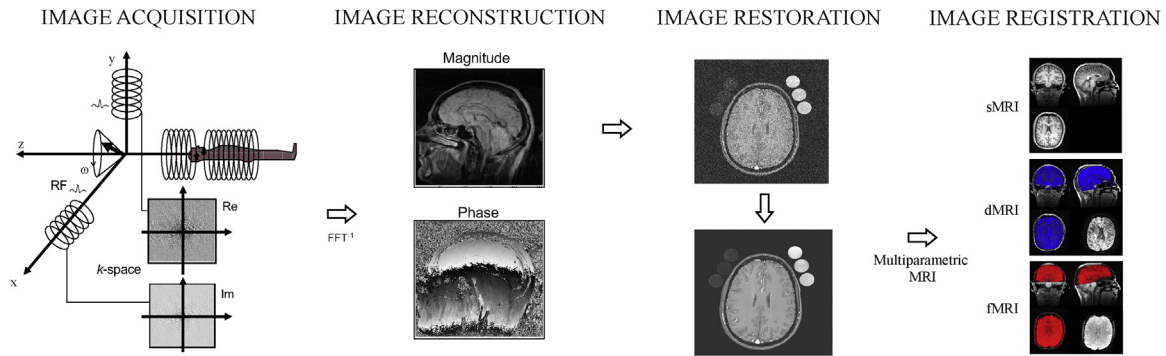 IMAGE ACQUISITION
IMAGE RECONSTRUCTION
IMAGE RESTORATION
IMAGE REGISTRATION
y
z
ω
RF
x
Re
k-space
Im
FFT-1
Magnitude
Phase
Multiparametric
MRI
sMRI
dMRI
fMRI